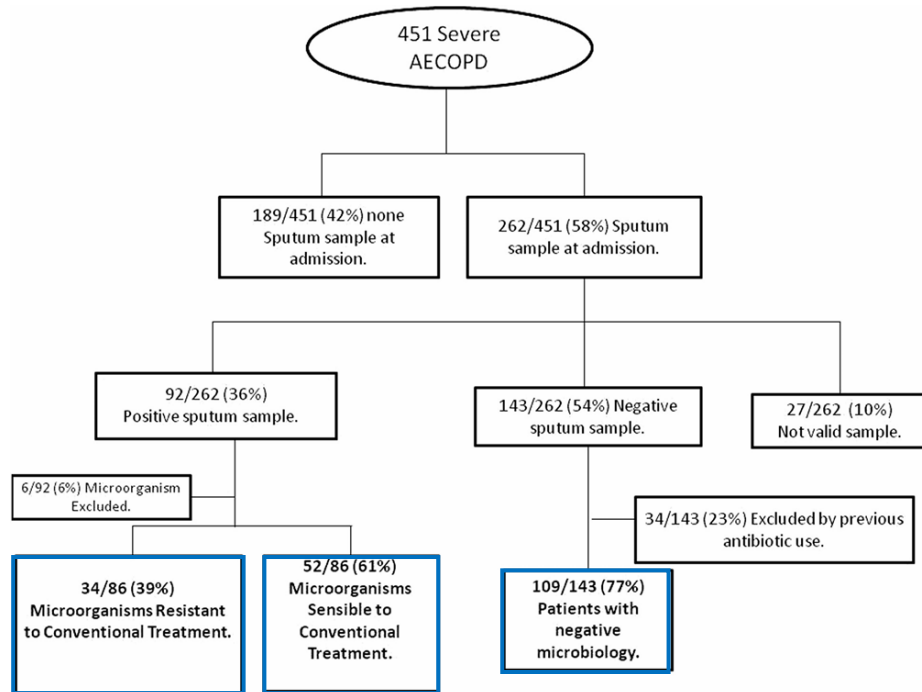 451 Severe
AECOPD
189/451 (42%) none
Sputum sample at
admission.
262/451 (58%) Sputum
sample at admission.
92/262 (36%)
Positive sputum sample.
143/262 (54%) Negative
sputum sample.
27/262 (10%)
Not valid sample.
6/92 (6%) Microorganism
Excluded.
34/143 (23%) Excluded by previous
antibiotic use.
34/86 (39%)
Microorganisms Resistant
to Conventional Treatment.
52/86 (61%)
Microorganisms
Sensible to
Conventional
Treatment.
109/143 (77%)
Patients with
negative
microbiology.